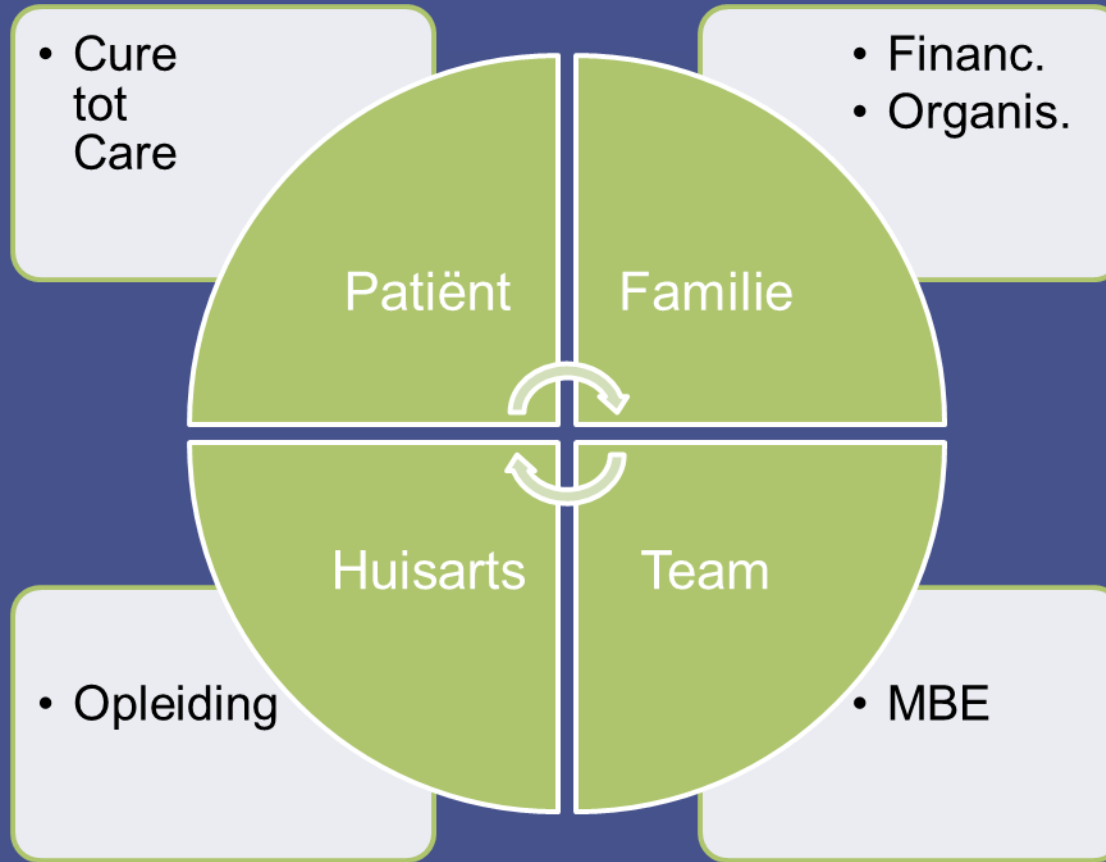 • Cure
tot
Care
• Financ.
• Organis.
Patiënt
Familie
Huisarts
Team
• Opleiding
• MBE